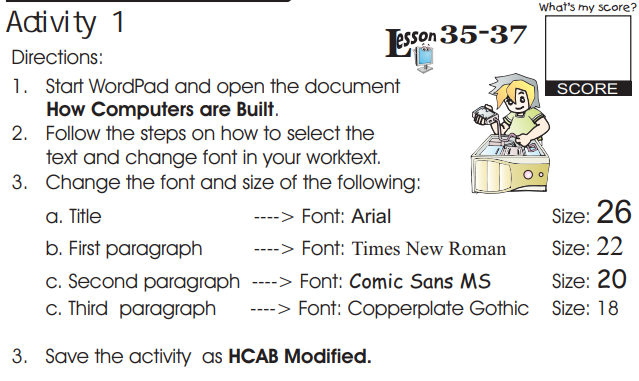 What's my score?
Activity 1
Lesson 35-37
SCORE
Directions:
1. Start WordPad and open the document
How Computers are Built.
2. Follow the steps on how to select the
text and change font in your worktext.
3. Change the font and size of the following:
a. Title ----> Font: Arial Size: 26
b. First paragraph ----> Font: Times New Roman Size: 22
c. Second paragraph ----> Font: Comic Sans MS Size: 20
c. Third paragraph ----> Font: Copperplate Gothic Size: 18
3. Save the activity as HCAB Modified.